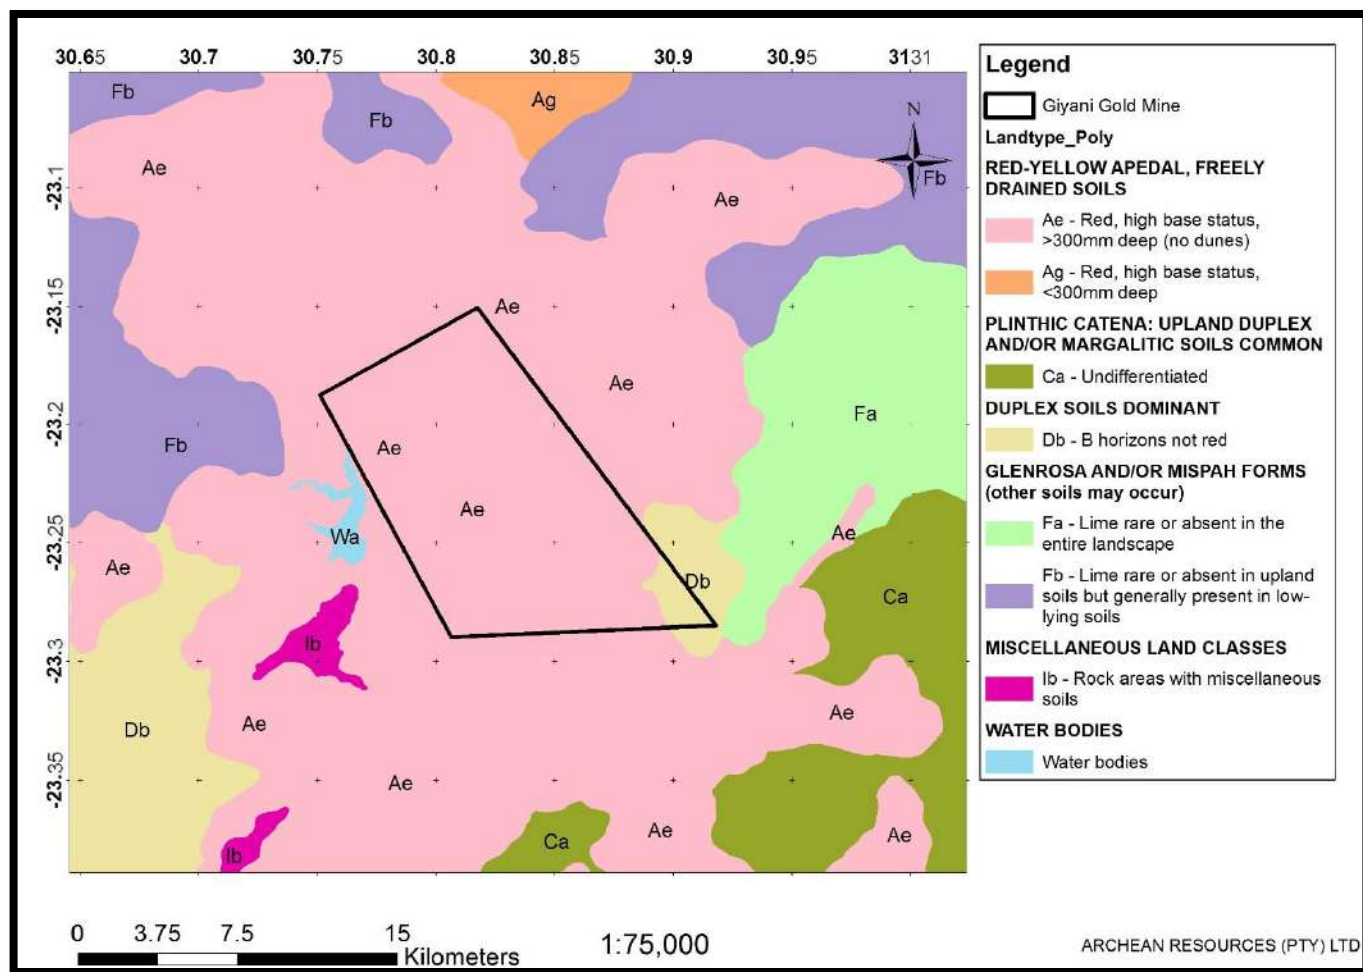 30.65 30.7 30.75 30.8 30.85 30.9 30.95 3131
Fb
Fb
Ag
N
Fb
Ae
Ae
-23.1
Ae
-23.15
Ae
Fa
-23.2
Ae
Fb
Ae
Wa
-23.25
Ae
Ae
Db
Ca
Ib
-23.3
Ae
Ae
Db
Ae
-23.35
Ae
Ae
Ca
Ib
Legend
Giyani Gold Mine
Landtype_Poly
RED-YELLOW APEDAL, FREELY
DRAINED SOILS
Ae - Red, high base status,
>300mm deep (no dunes)
Ag - Red, high base status,
<300mm deep
PLINTHIC CATENA: UPLAND DUPLEX
AND/OR MARGALITIC SOILS COMMON
Ca - Undifferentiated
DUPLEX SOILS DOMINANT
Db - B horizons not red
GLENROSA AND/OR MISPAH FORMS
(other soils may occur)
Fa - Lime rare or absent in the
entire landscape
Fb - Lime rare or absent in upland
soils but generally present in low-
lying soils
MISCELLANEOUS LAND CLASSES
Ib - Rock areas with miscellaneous
soils
WATER BODIES
Water bodies
0 3.75 7.5 15
Kilometers
1:75,000
ARCHEAN RESOURCES (PTY) LTD